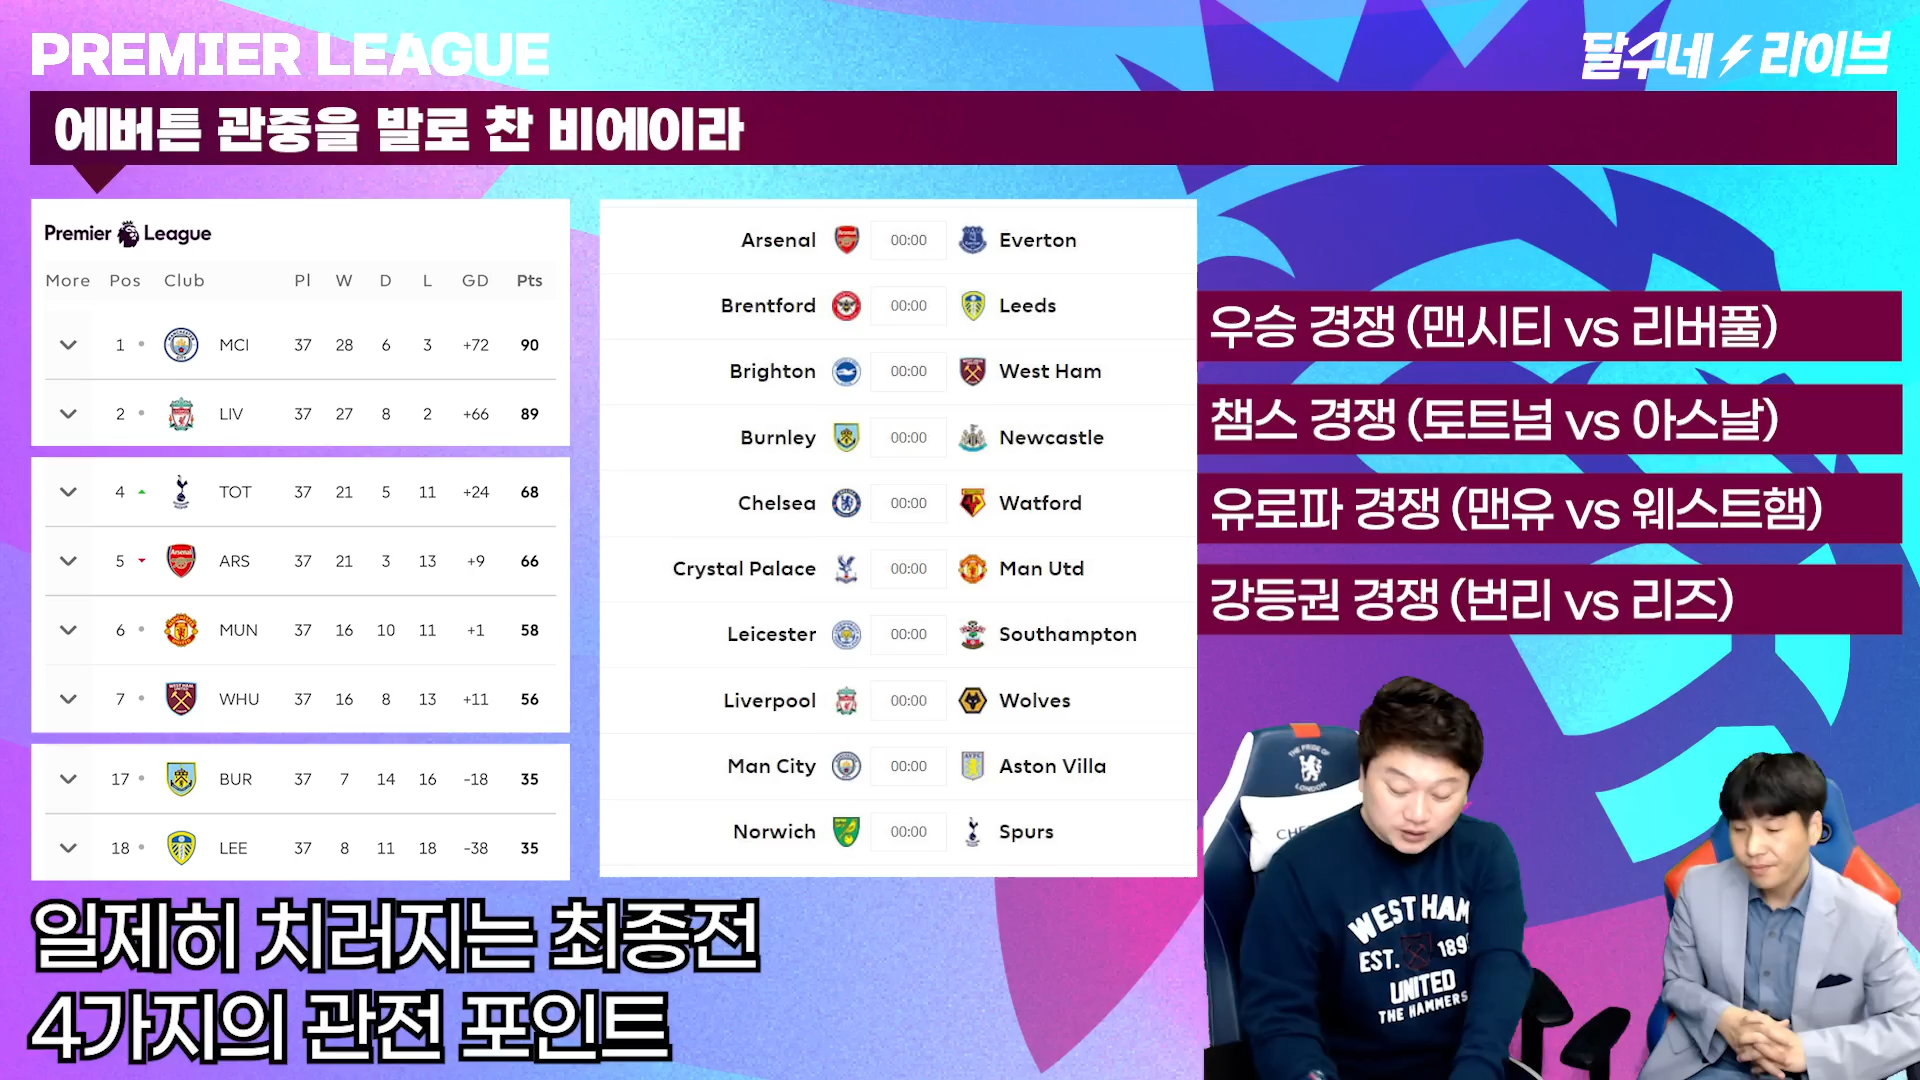 PREMIER LEAGUE
달수네 라이브
에버튼 관중을 발로 찬 비에이라
Premier League
More Pos Club Pl W D L GD Pts
1 MCI 37 28 6 3 +72 90
2 LIV 37 27 8 2 +66 89
4 TOT 37 21 5 11 +24 68
5 ARS 37 21 3 13 +9 66
6 MUN 37 16 10 11 +1 58
7 WHU 37 16 8 13 +11 56
17 BUR 37 7 14 16 -18 35
18 LEE 37 8 11 18 -38 35
Arsenal 00:00 Everton
Brentford 00:00 Leeds
Brighton 00:00 West Ham
Burnley 00:00 Newcastle
Chelsea 00:00 Watford
Crystal Palace 00:00 Man Utd
Leicester 00:00 Southampton
Liverpool 00:00 Wolves
Man City 00:00 Aston Villa
Norwich 00:00 Spurs
우승 경쟁 (맨시티 vs 리버풀)
챔스 경쟁 (토트넘 vs 아스날)
유로파 경쟁 (맨유 vs 웨스트햄)
강등권 경쟁 (번리 vs 리즈)
THE PRIDE OF
LONDON
WEST HAM
EST. 189
UNITED
THE HAMMERS
일제히 치러지는 최종전
4가지의 관전 포인트